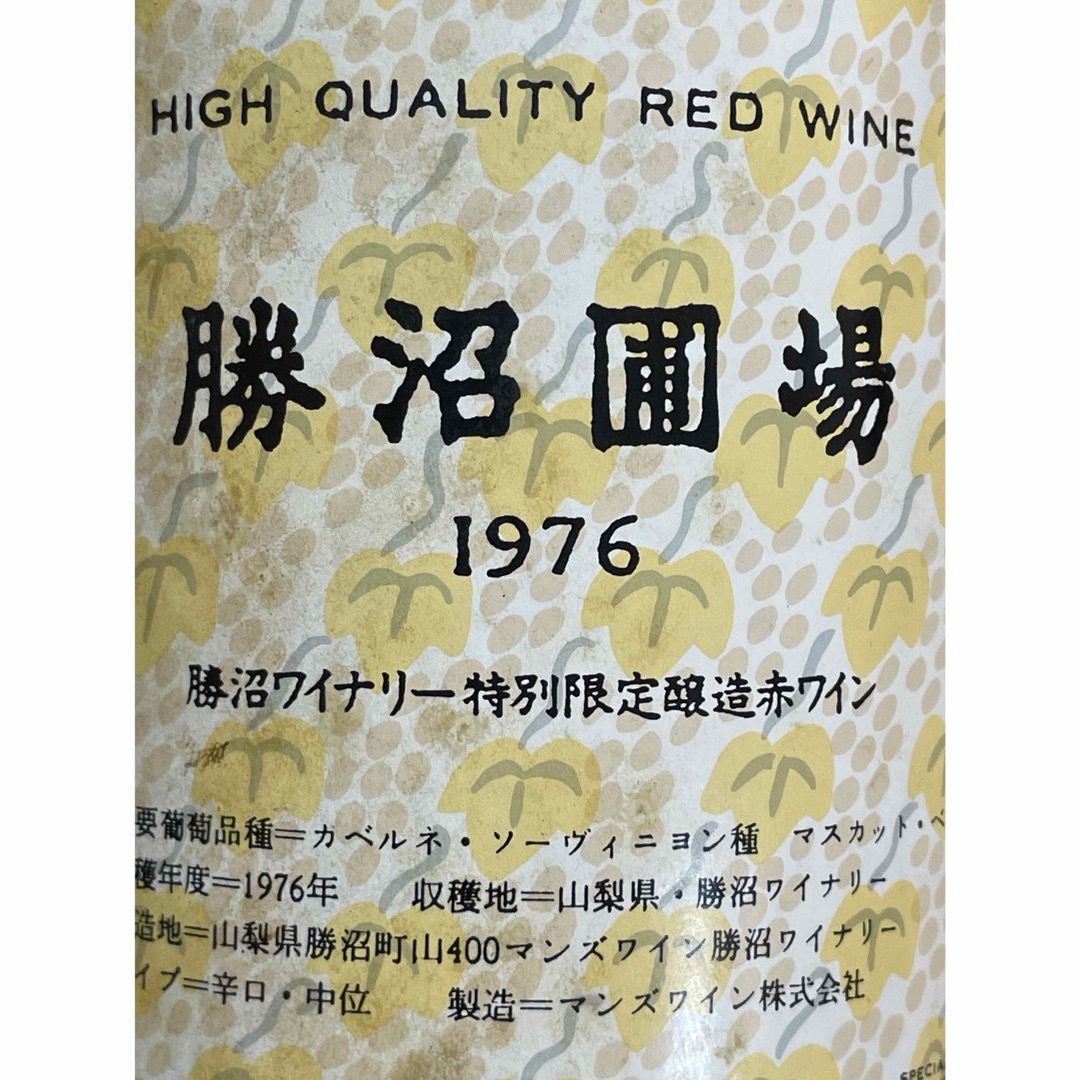 HIGH QUALITY RED WINE
勝沼圃場
1976
勝沼ワイナリー特別限定醸造赤ワイン
要葡萄品種＝カベルネ・ソーヴィニヨン種 マスカット・ベ
穫年度＝1976年 収穫地＝山梨県・勝沼ワイナリー
造地＝山梨県勝沼町山400マンズワイン勝沼ワイナリー
イプ＝辛口・中位 製造＝マンズワイン株式会社
SPECIA